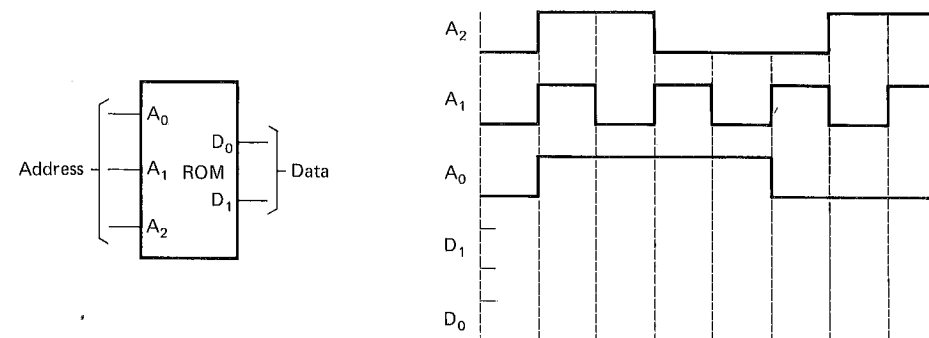 A₀
A₁
A₂
Address
ROM
D₀
D₁
Data
A₂
A₁
A₀
D₁
D₀